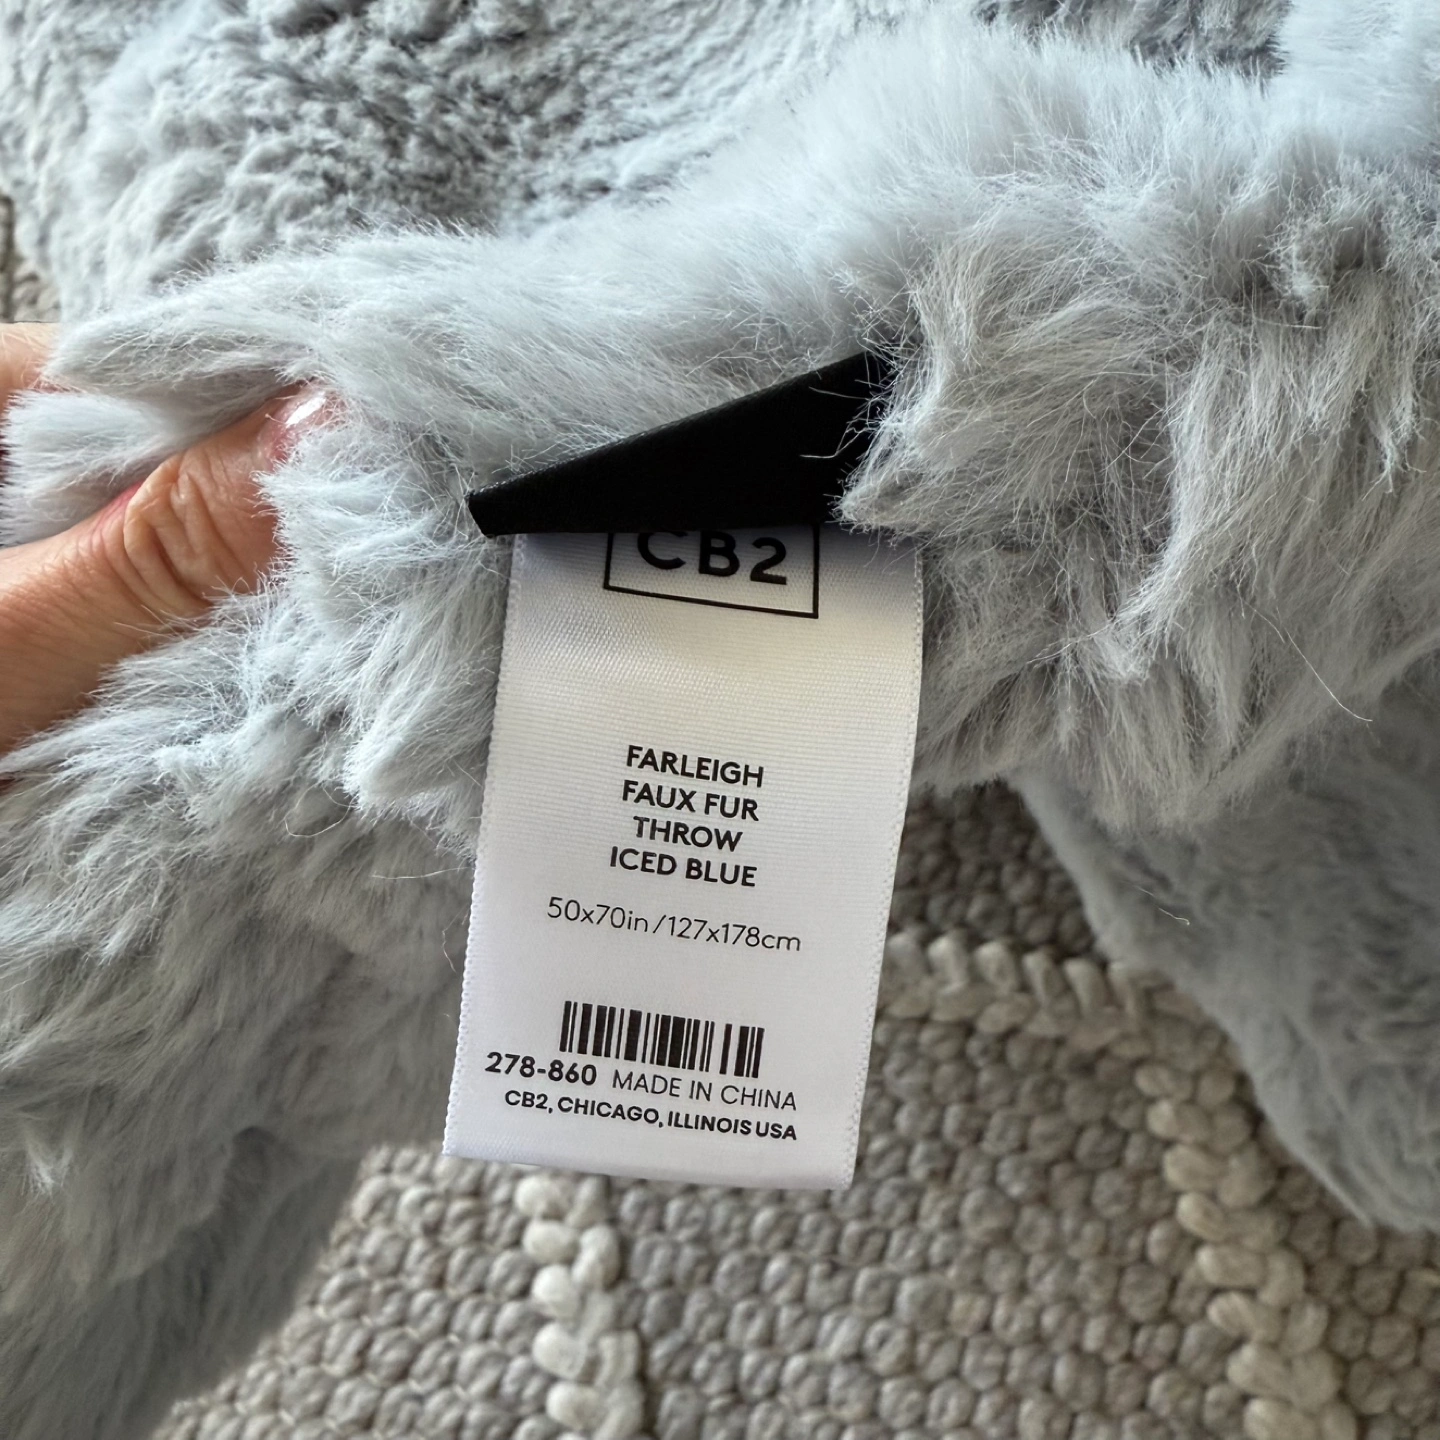 CB2
FARLEIGH
FAUX FUR
THROW
ICED BLUE
50x70in/127x178cm
278-860 MADE IN CHINA
CB2, CHICAGO, ILLINOIS USA